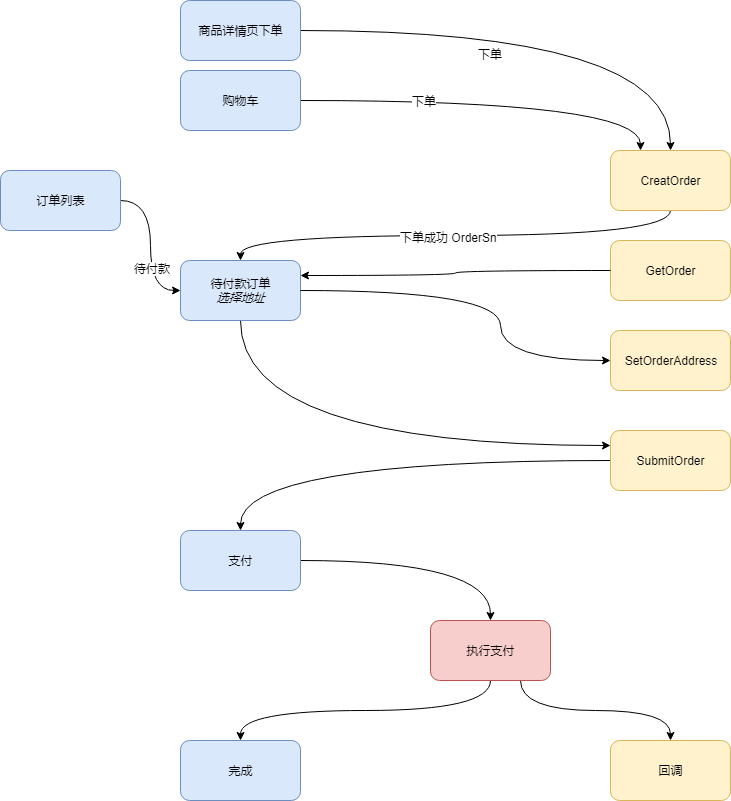 商品详情页下单
下单
购物车
下单
CreatOrder
订单列表
下单成功 OrderSn
待付款
待付款订单
选择地址
GetOrder
SetOrderAddress
SubmitOrder
支付
执行支付
完成
回调